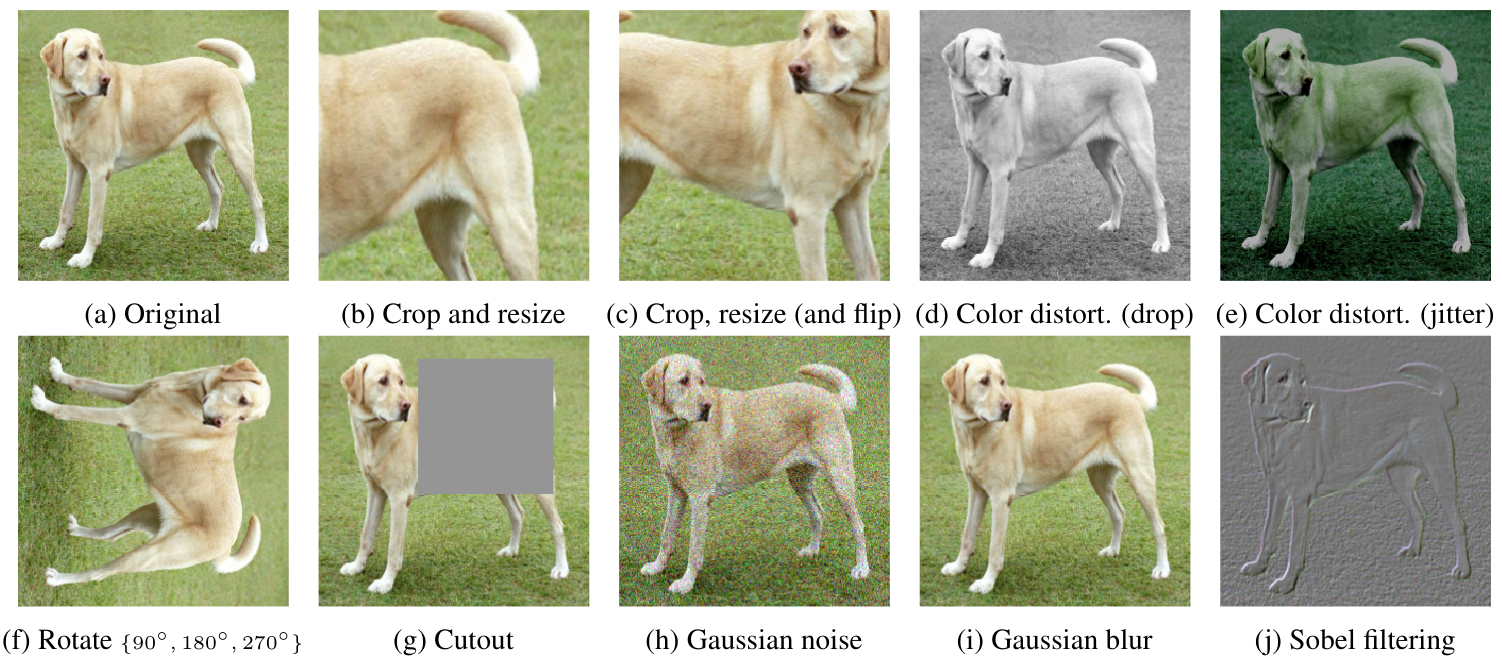 (a) Original
(b) Crop and resize
(c) Crop, resize (and flip)
(d) Color distort. (drop)
(e) Color distort. (jitter)
(f) Rotate {90°, 180°, 270°}
(g) Cutout
(h) Gaussian noise
(i) Gaussian blur
(j) Sobel filtering